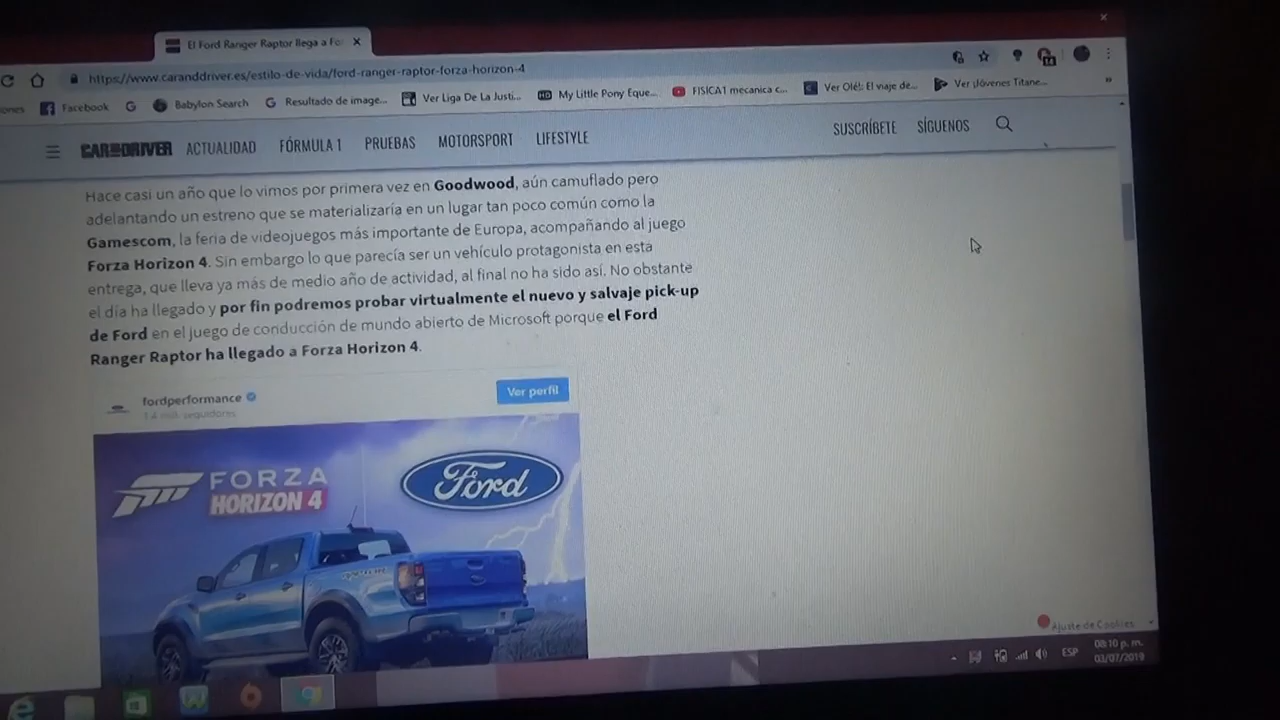 El Ford Ranger Raptor llega a Fo
https://www.caranddriver.es/estilo-de-vida/ford-ranger-raptor-forza-horizon-4
ones Facebook Babylon Search Resultado de image... Ver Liga De La Justi... My Little Pony Eque... FISICA1 mecanica c... Ver Olé!: El viaje de... Ver ¡Jóvenes Titane...
CAR AND DRIVER ACTUALIDAD FÓRMULA 1 PRUEBAS MOTORSPORT LIFESTYLE SUSCRÍBETE SÍGUENOS
Hace casi un año que lo vimos por primera vez en Goodwood, aún camuflado pero
adelantando un estreno que se materializaría en un lugar tan poco común como la
Gamescom, la feria de videojuegos más importante de Europa, acompañando al juego
Forza Horizon 4. Sin embargo lo que parecía ser un vehículo protagonista en esta
entrega, que lleva ya más de medio año de actividad, al final no ha sido así. No obstante
el día ha llegado y por fin podremos probar virtualmente el nuevo y salvaje pick-up
de Ford en el juego de conducción de mundo abierto de Microsoft porque el Ford
Ranger Raptor ha llegado a Forza Horizon 4.
fordperformance
seguidores
Ver perfil
FORZA
HORIZON 4
Ford
Ajuste de Cookies
ESP
08:10 p. m.
03/07/2019